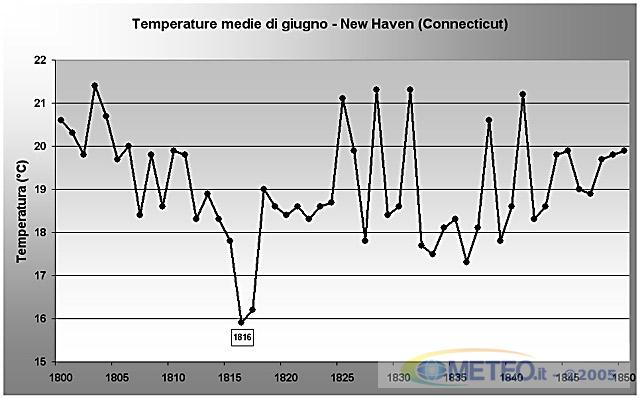 Temperature medie di giugno - New Haven (Connecticut)
Temperatura (°C)
22
21
20
19
18
17
16
15
1816
1800 1805 1810 1815 1820 1825 1830 1835 1840 1845 1850
METEO.it - ©2005